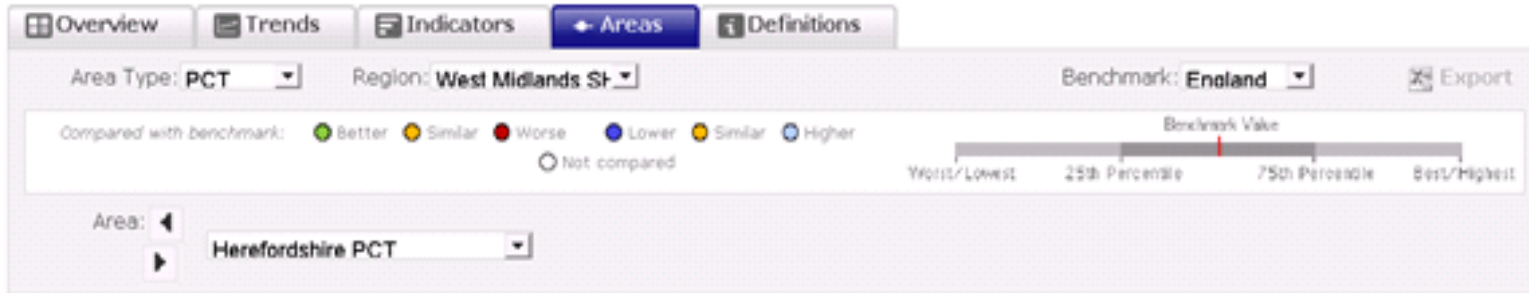 Overview Trends Indicators Areas Definitions
Area Type: PCT Region: West Midlands SH Benchmark: England Export
Compared with benchmark: Better Similar Worse Lower Similar Higher
Not compared
Benchmark Value
Worst/Lowest 25th Percentile 75th Percentile Best/Highest
Area:
Herefordshire PCT